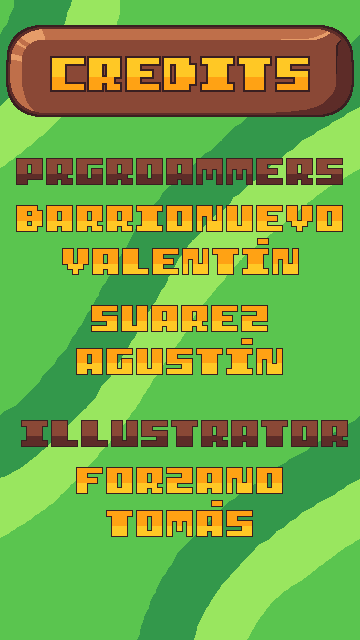 CREDITS
PRGROAMMERS
BARRIONUEVO
VALENTÍN
SUAREZ
AGUSTÍN
ILLUSTRATOR
FORZANO
TOMÁS